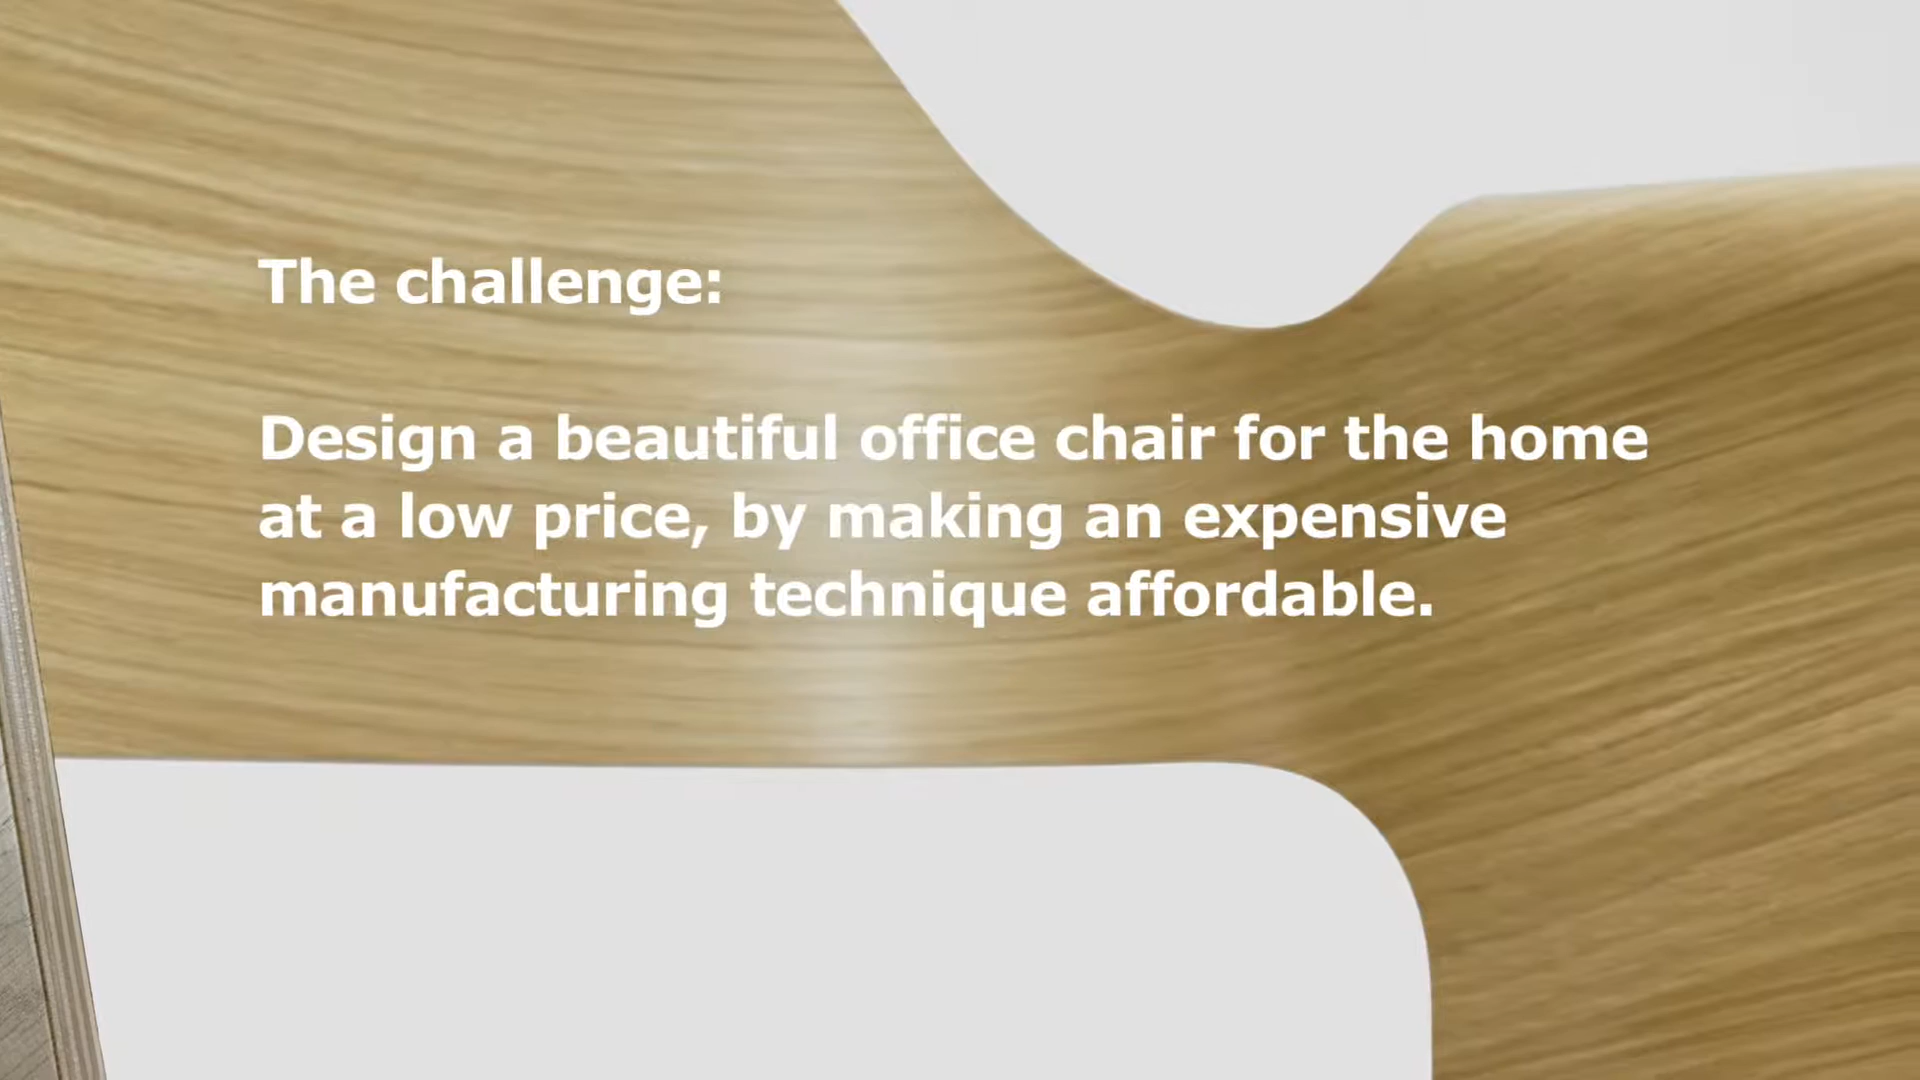 The challenge:
Design a beautiful office chair for the home
at a low price, by making an expensive
manufacturing technique affordable.